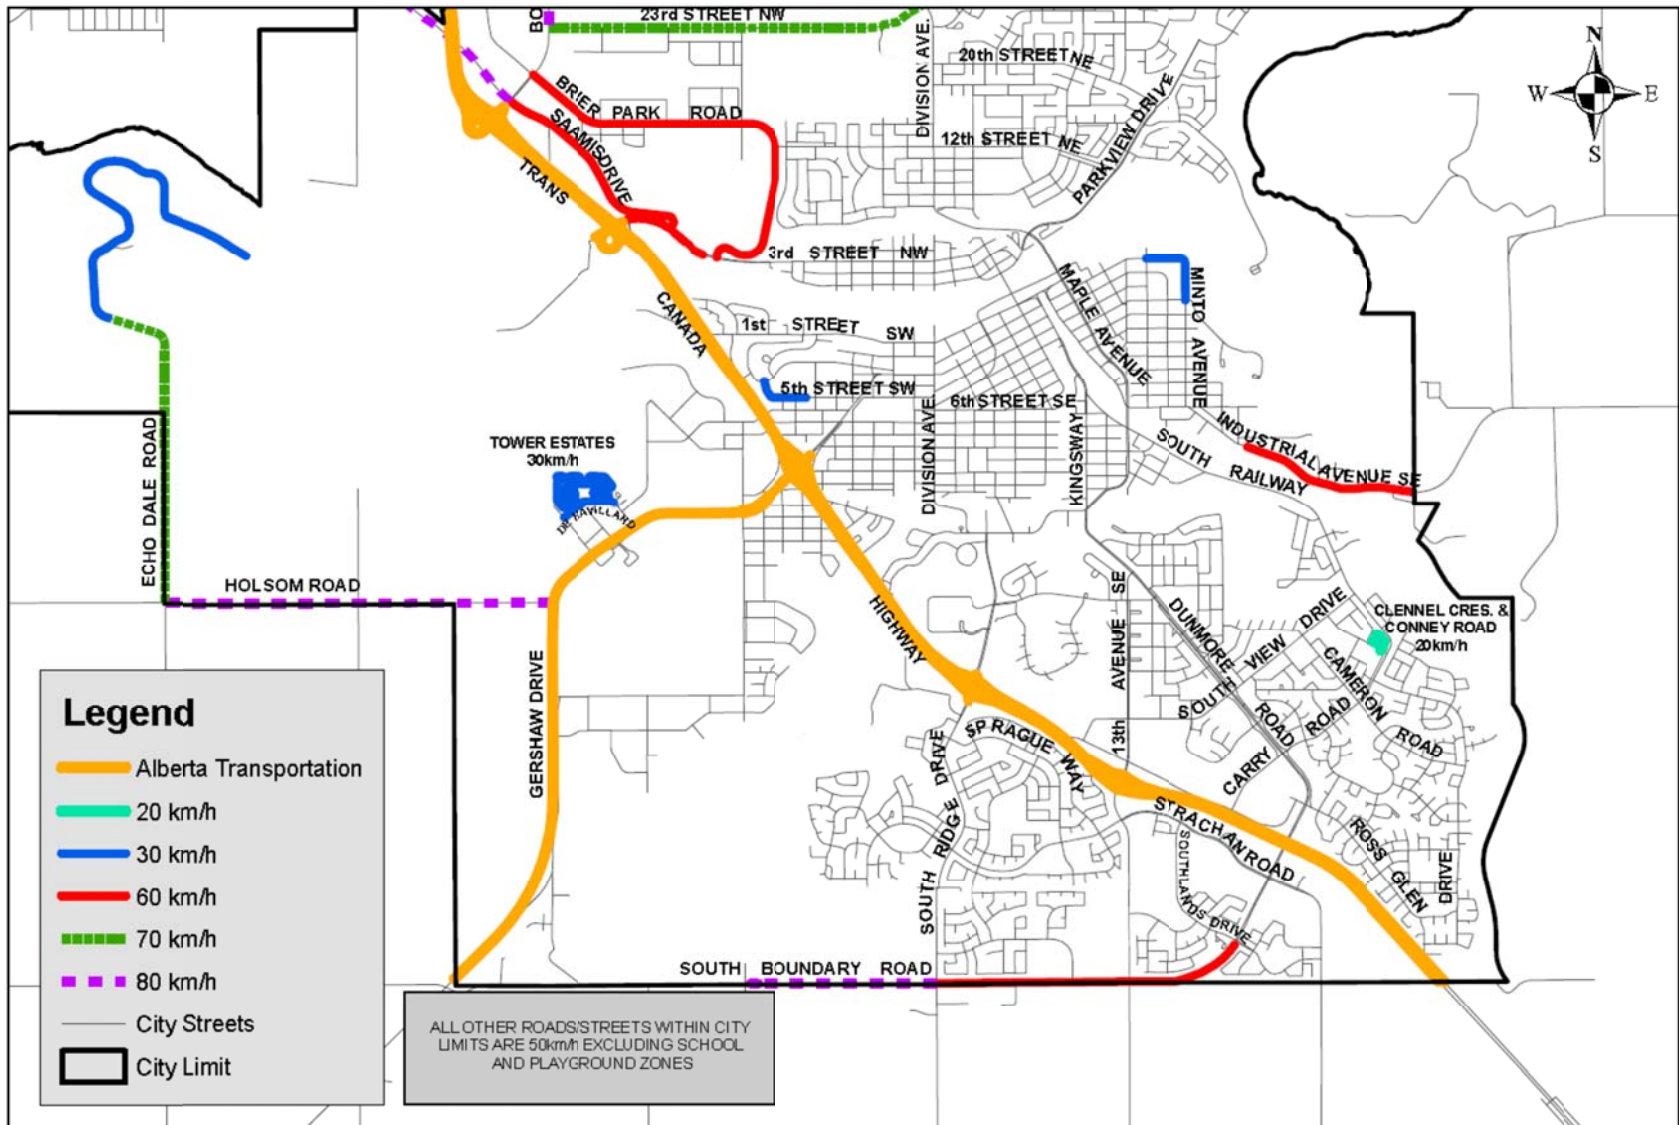 23rd STREET NW
BO
DIVISION AVE.
20th STREET NE
N
W
E
S
BRIER PARK ROAD
SAAMIS DRIVE
12th STREET NE
PARKVIEW DRIVE
TRANS
CANADA
HIGHWAY
3rd STREET NW
MAPLE AVENUE
MINTO AVENUE
1st STREET SW
5th STREET SW
6th STREET SE
DIVISION AVE.
KINGSWAY
INDUSTRIAL AVENUE SE
SOUTH RAILWAY
ECHO DALE ROAD
TOWER ESTATES
30km/h
HOLSOM ROAD
GERSHAW DRIVE
13th AVENUE SE
DUNMORE ROAD
SOUTH VIEW DRIVE
CLENNEL CRES. &
CONNEY ROAD
20km/h
CAMERON ROAD
CARRY ROAD
SPRAGUE WAY
SOUTH RIDGE DRIVE
STRACHAN ROAD
SOUTHLANDS DRIVE
ROSS GLEN DRIVE
SOUTH BOUNDARY ROAD
Legend
Alberta Transportation
20 km/h
30 km/h
60 km/h
70 km/h
80 km/h
City Streets
City Limit
ALL OTHER ROADS/STREETS WITHIN CITY
LIMITS ARE 50km/h EXCLUDING SCHOOL
AND PLAYGROUND ZONES